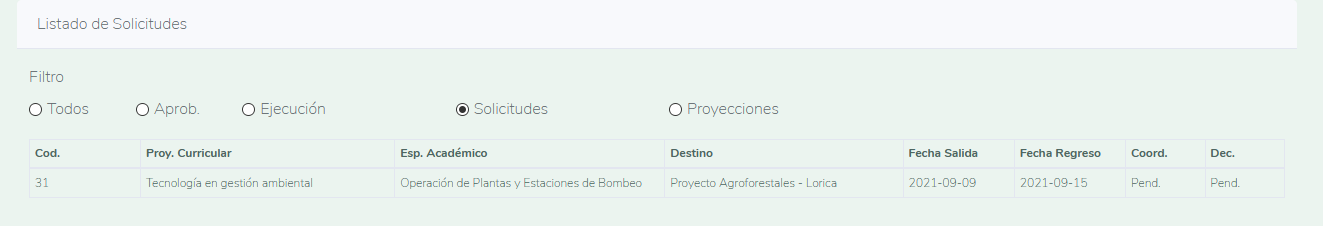 Listado de Solicitudes
Filtro
Todos Aprob. Ejecución Solicitudes Proyecciones
Cod. Proy. Curricular Esp. Académico Destino Fecha Salida Fecha Regreso Coord. Dec.
31 Tecnología en gestión ambiental Operación de Plantas y Estaciones de Bombeo Proyecto Agroforestales - Lorica 2021-09-09 2021-09-15 Pend. Pend.